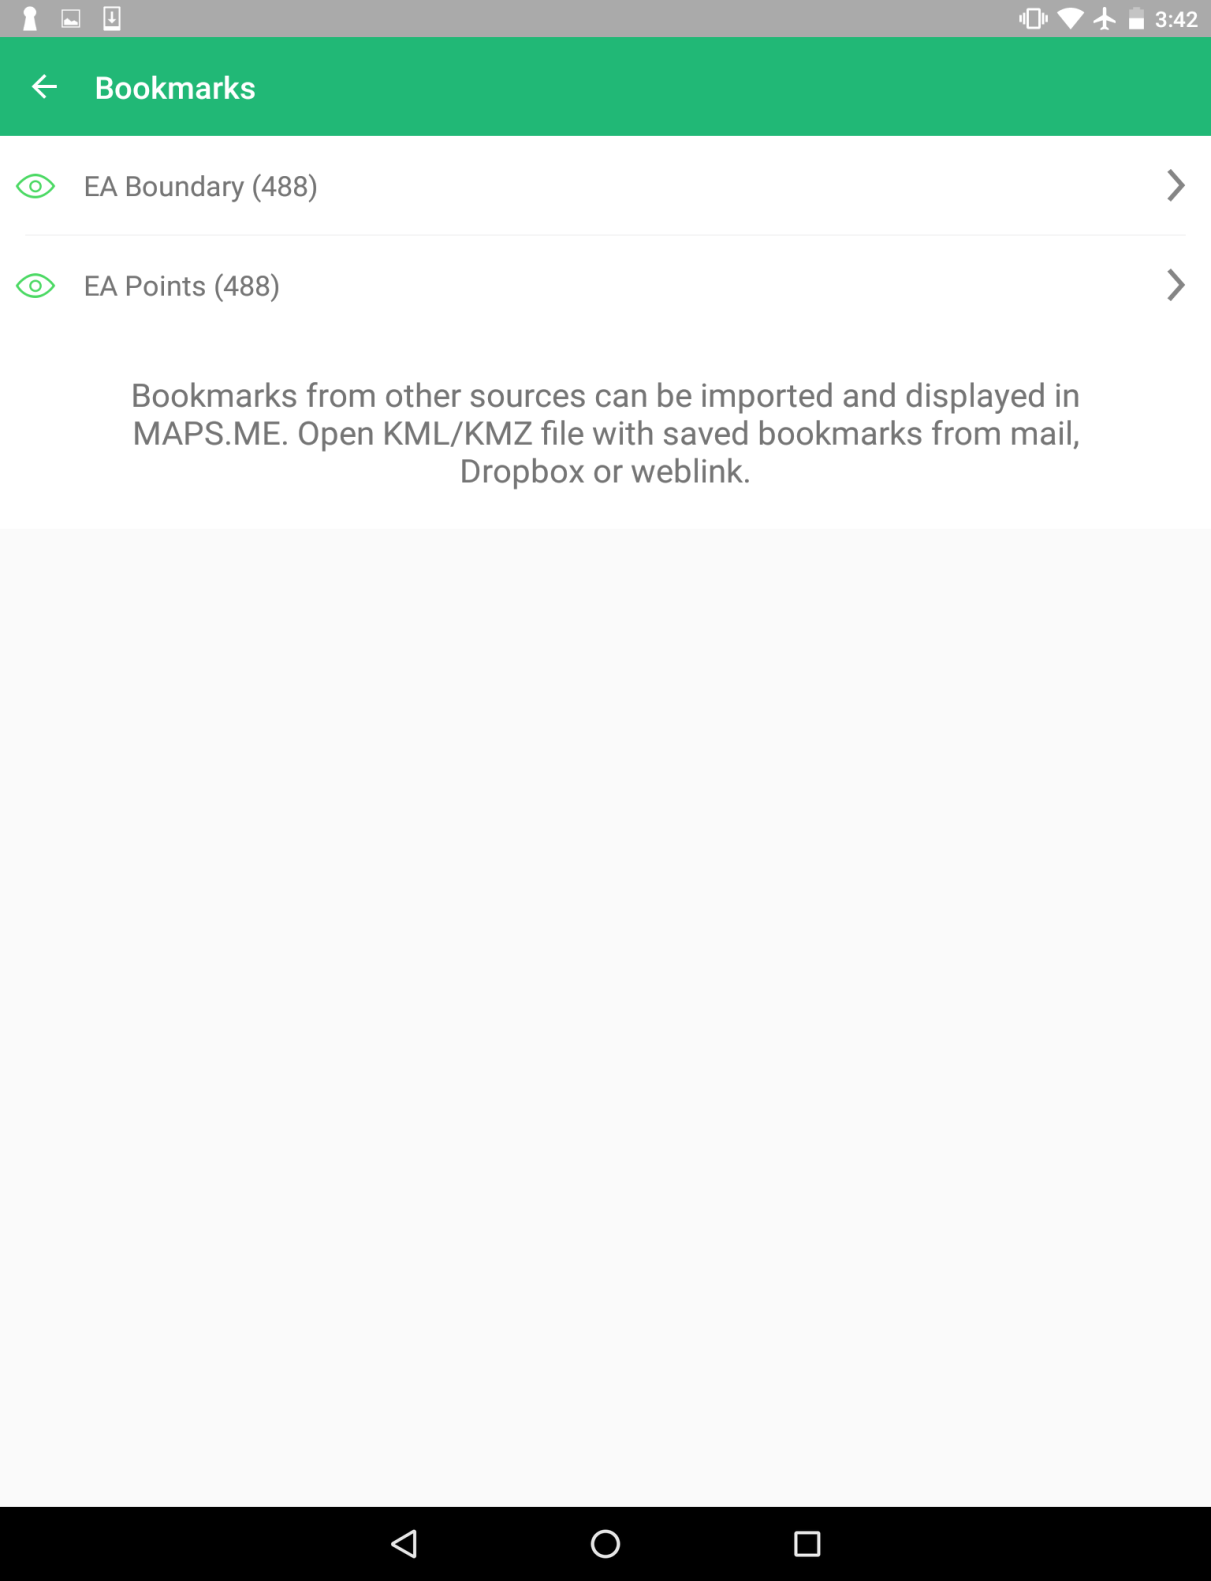 3:42
Bookmarks
EA Boundary (488)
EA Points (488)
Bookmarks from other sources can be imported and displayed in
MAPS.ME. Open KML/KMZ file with saved bookmarks from mail,
Dropbox or weblink.